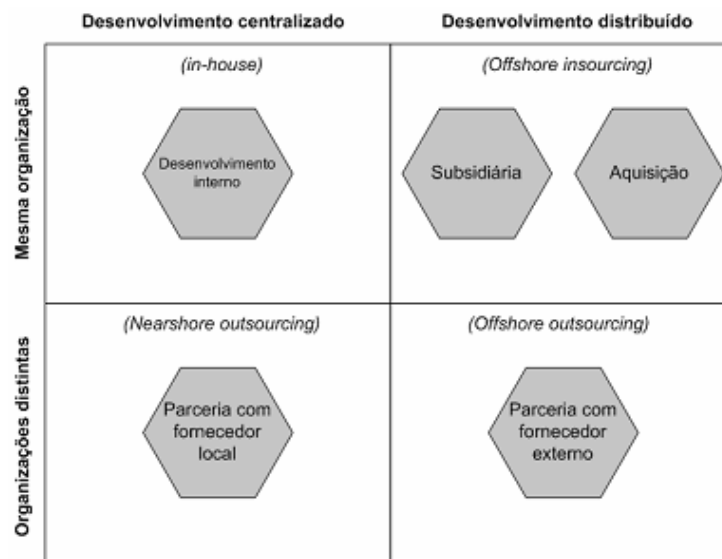 Desenvolvimento centralizado
Desenvolvimento distribuído
Mesma organização
(in-house)
Desenvolvimento
interno
(Offshore insourcing)
Subsidiária
Aquisição
Organizações distintas
(Nearshore outsourcing)
Parceria com
fornecedor
local
(Offshore outsourcing)
Parceria com
fornecedor
externo